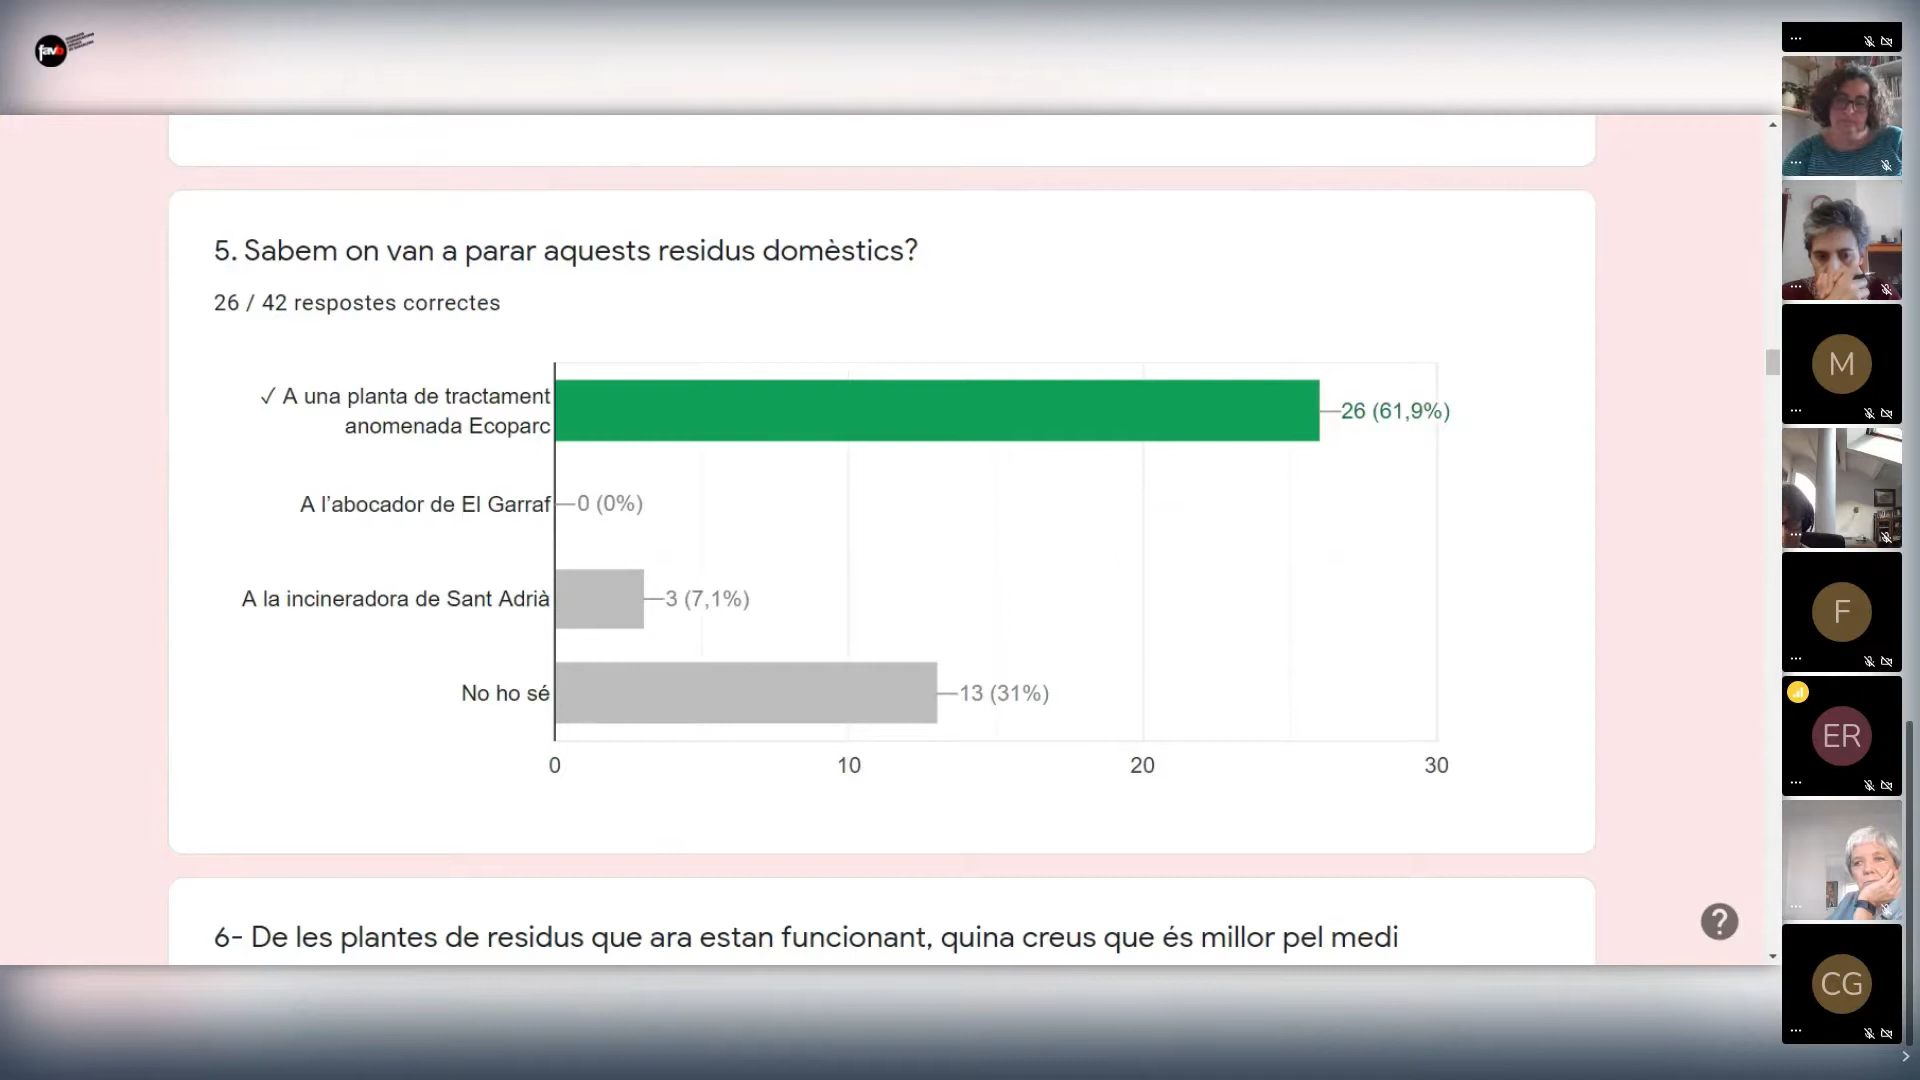 favb
5. Sabem on van a parar aquests residus domèstics?
26 / 42 respostes correctes
✓ A una planta de tractament
anomenada Ecoparc
26 (61,9%)
A l’abocador de El Garraf
0 (0%)
A la incineradora de Sant Adrià
3 (7,1%)
No ho sé
13 (31%)
0
10
20
30
6- De les plantes de residus que ara estan funcionant, quina creus que és millor pel medi
?
M
F
ER
CG